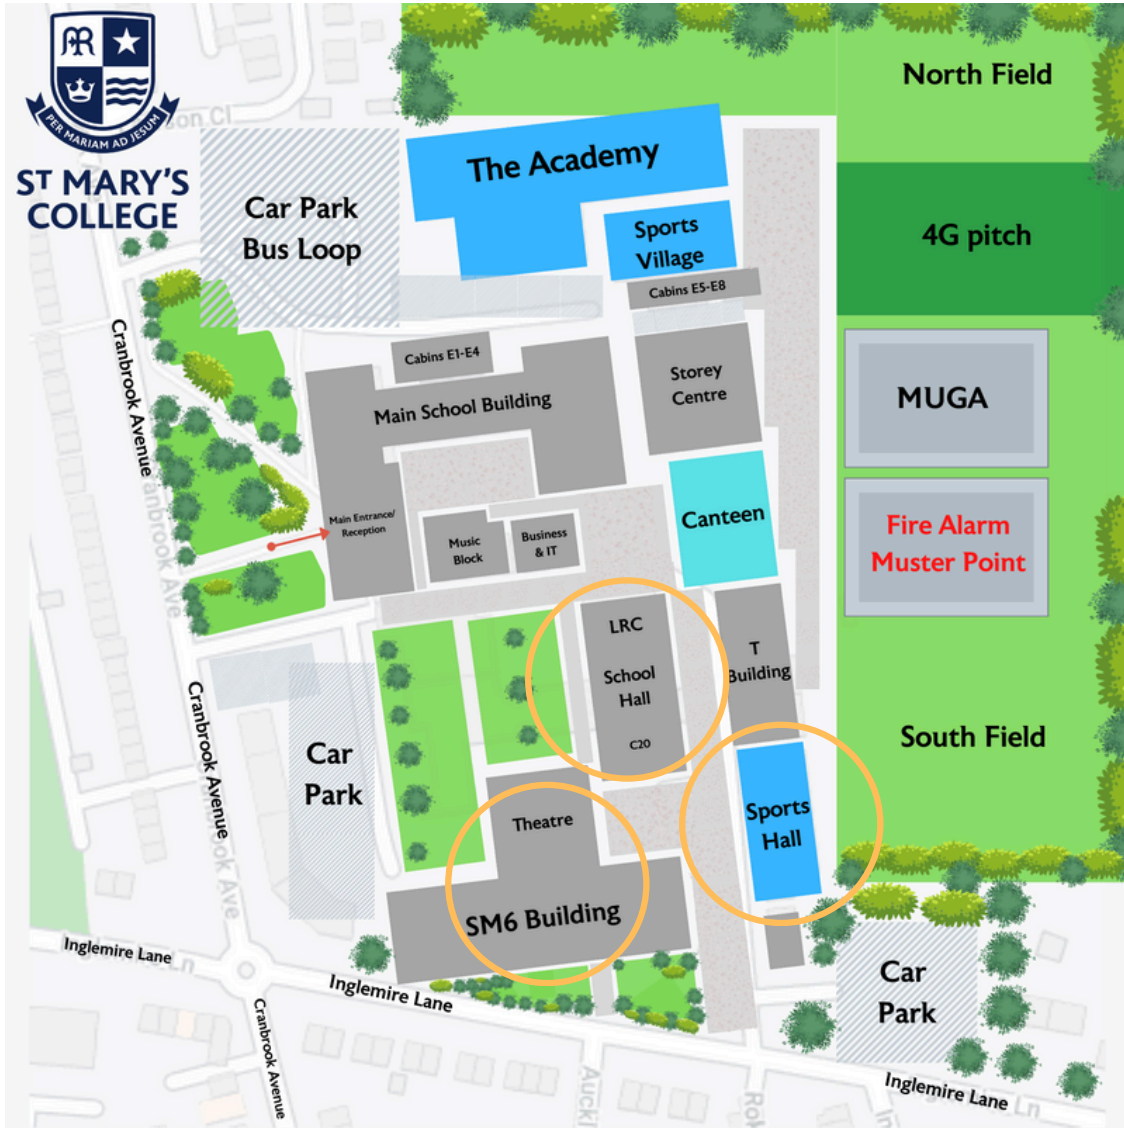 PER MARIAM AD JESUM
ST MARY'S
COLLEGE
North Field
The Academy
Car Park
Bus Loop
Sports
Village
4G pitch
Cabins E5-E8
Cranbrook Avenue
Cabins E1-E4
Storey
Centre
MUGA
Main School Building
Main Entrance/
Reception
Music
Block
Business
& IT
Canteen
Fire Alarm
Muster Point
LRC
School
Hall
C20
T
Building
Cranbrook Avenue
Car
Park
South Field
Theatre
Sports
Hall
SM6 Building
Inglemire Lane
Inglemire Lane
Cranbrook Avenue
Car
Park
Inglemire Lane